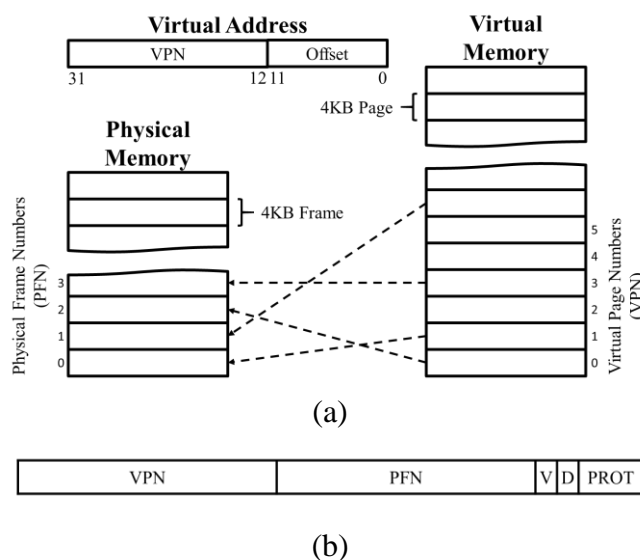 Virtual Address
VPN Offset
31 12 11 0
Virtual
Memory
4KB Page
Physical
Memory
4KB Frame
Physical Frame Numbers
(PFN)
3
2
1
0
5
4
3
2
1
0
Virtual Page Numbers
(VPN)
(a)
VPN PFN V D PROT
(b)